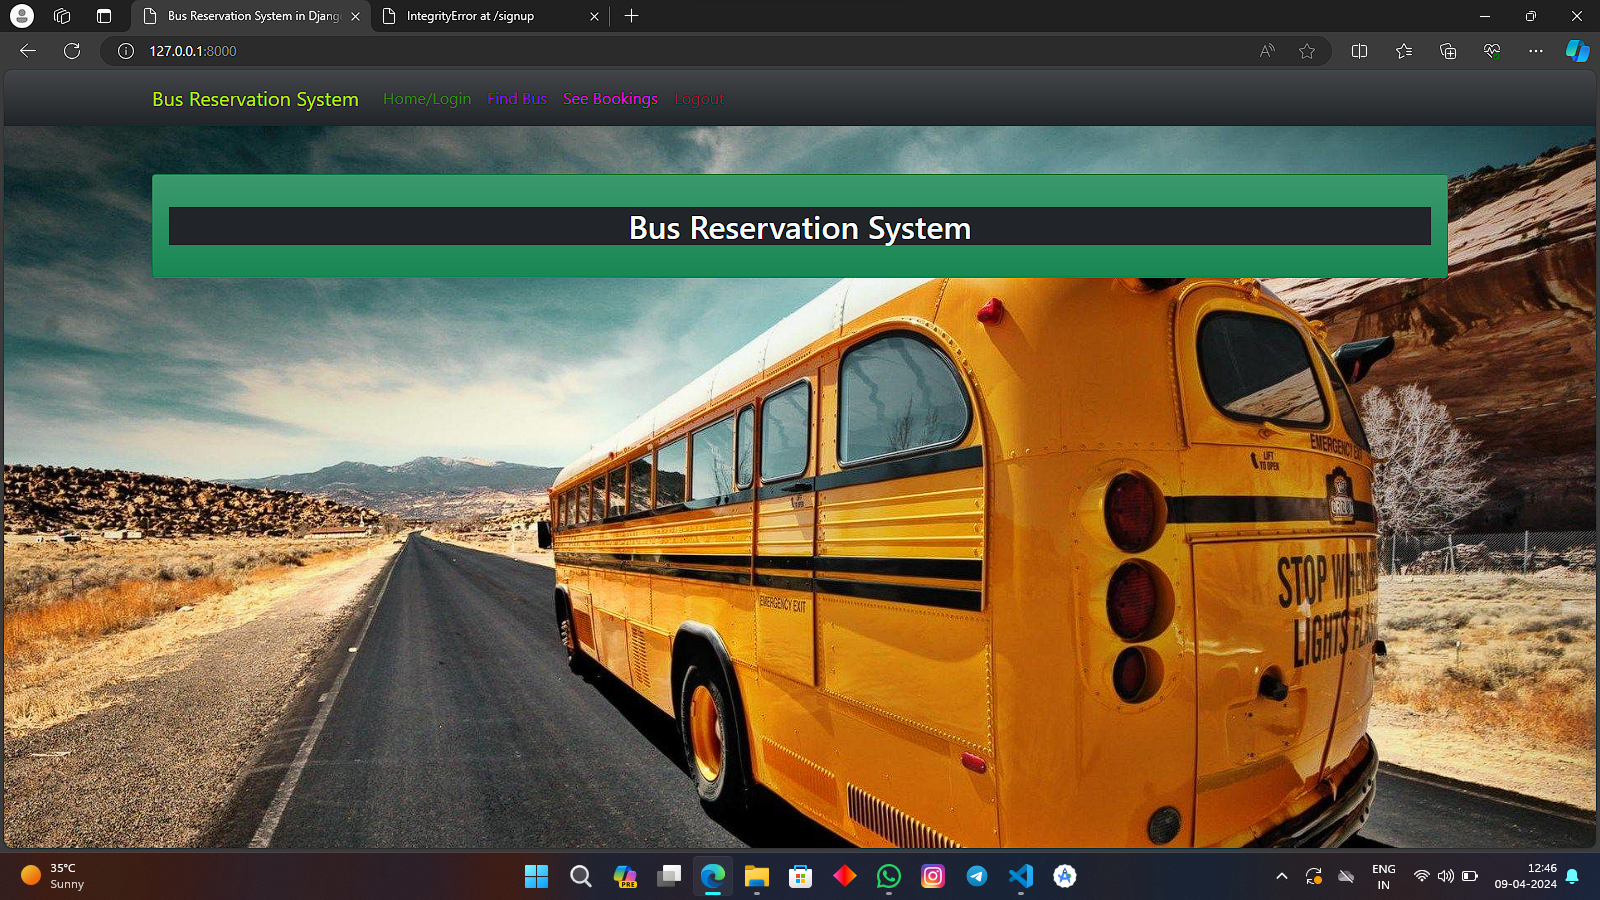 Bus Reservation System in Djang
IntegrityError at /signup
127.0.0.1:8000
Bus Reservation System
Home/Login
Find Bus
See Bookings
Logout
Bus Reservation System
EMERGENCY EXIT
LIFT
TO OPEN
STOP WHEN
LIGHTS FLA
EMERGENCY EXIT
35°C
Sunny
PRE
ENG
IN
12:46
09-04-2024